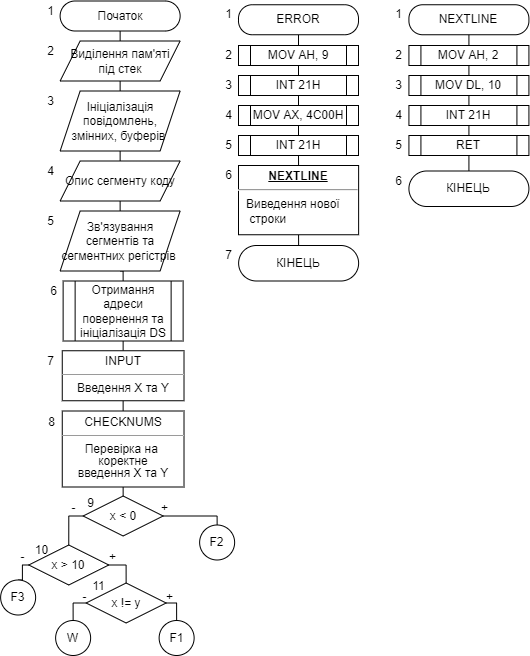 1
Початок
2
Виділення пам'яті
під стек
3
Ініціалізація
повідомлень,
змінних, буферів
4
Опис сегменту коду
5
Зв'язування
сегментів та
сегментних регістрів
6
Отримання
адреси
повернення та
ініціалізація DS
7
INPUT
Введення X та Y
8
CHECKNUMS
Перевірка на
коректне
введення X та Y
9
x < 0
-
+
F2
10
x > 10
-
+
F3
11
x != y
-
+
W
F1
1
ERROR
2
MOV AH, 9
3
INT 21H
4
MOV AX, 4C00H
5
INT 21H
6
NEXTLINE
Виведення нової
строки
7
КІНЕЦЬ
1
NEXTLINE
2
MOV AH, 2
3
MOV DL, 10
4
INT 21H
5
RET
6
КІНЕЦЬ